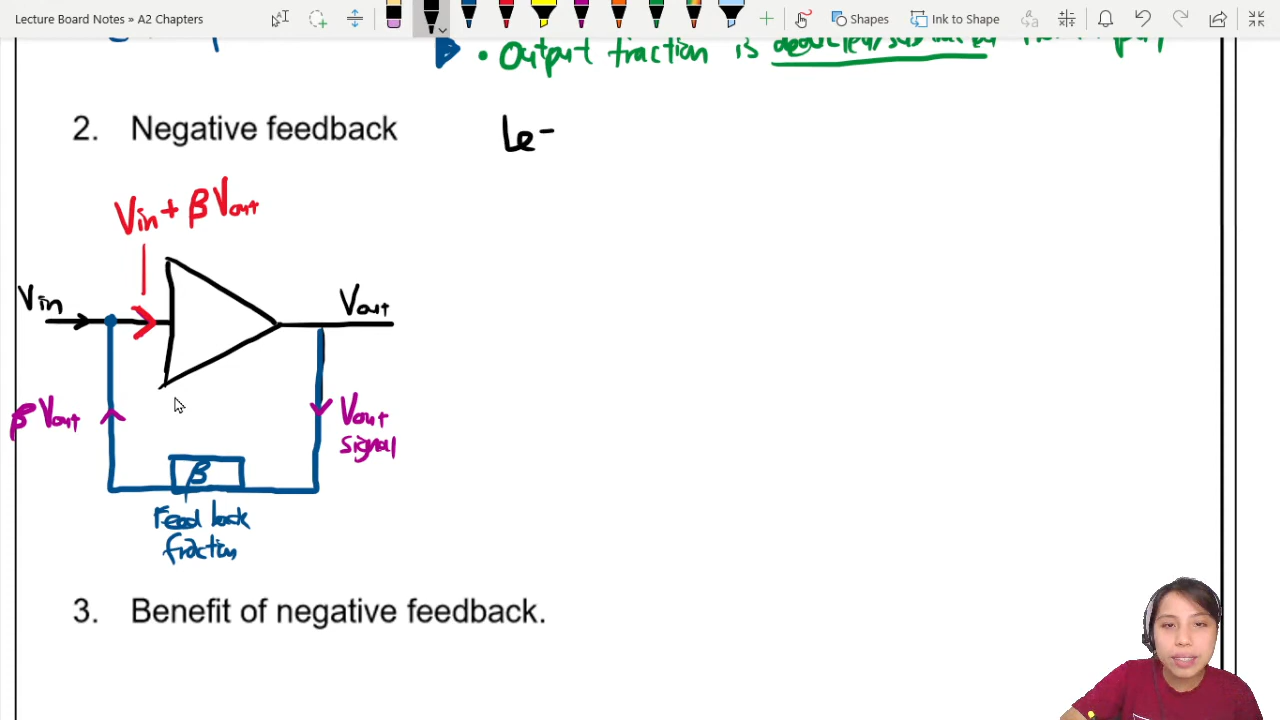 Lecture Board Notes » A2 Chapters
Shapes
Ink to Shape
• Output fraction is
2. Negative feedback
Le-
Vin + βVout
Vin
Vout
βVout
Vout
signal
β
Feed back
fraction
3. Benefit of negative feedback.